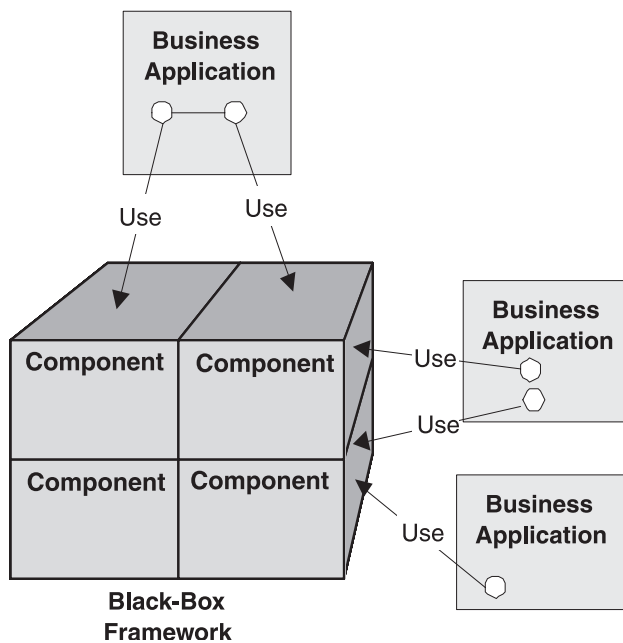 Business
Application
Use
Use
Component
Component
Business
Application
Use
Use
Component
Component
Business
Application
Use
Black-Box
Framework